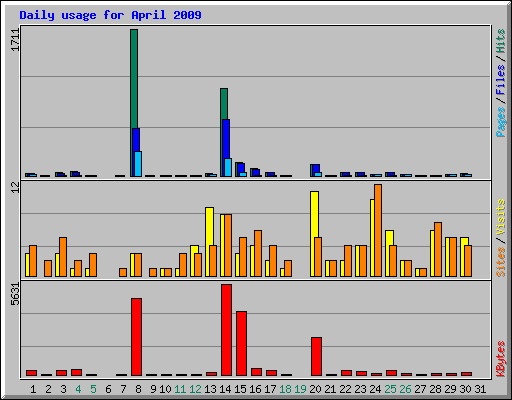 Daily usage for April 2009
1711
Pages / Files / Hits
12
Sites / Visits
5631
KBytes
1 2 3 4 5 6 7 8 9 10 11 12 13 14 15 16 17 18 19 20 21 22 23 24 25 26 27 28 29 30 31